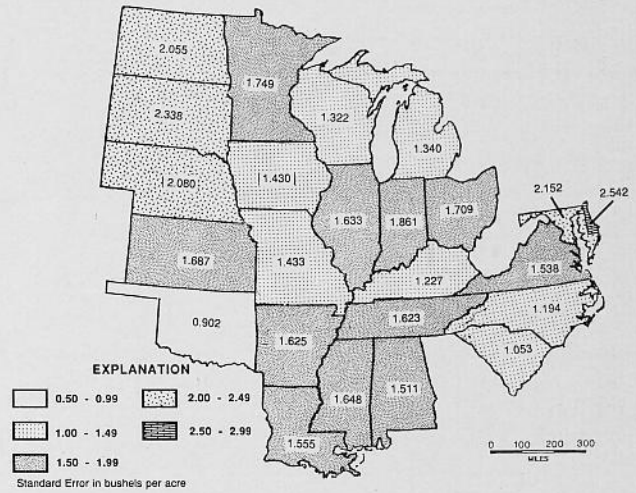 2.055
1.749
2.338
1.322
1.340
2.080
1.430
2.152
2.542
1.633
1.861
1.709
1.687
1.433
1.538
1.227
1.194
0.902
1.623
1.625
1.053
1.648
1.511
1.555
EXPLANATION
0.50 - 0.99
2.00 - 2.49
1.00 - 1.49
2.50 - 2.99
1.50 - 1.99
Standard Error in bushels per acre
0 100 200 300
MILES